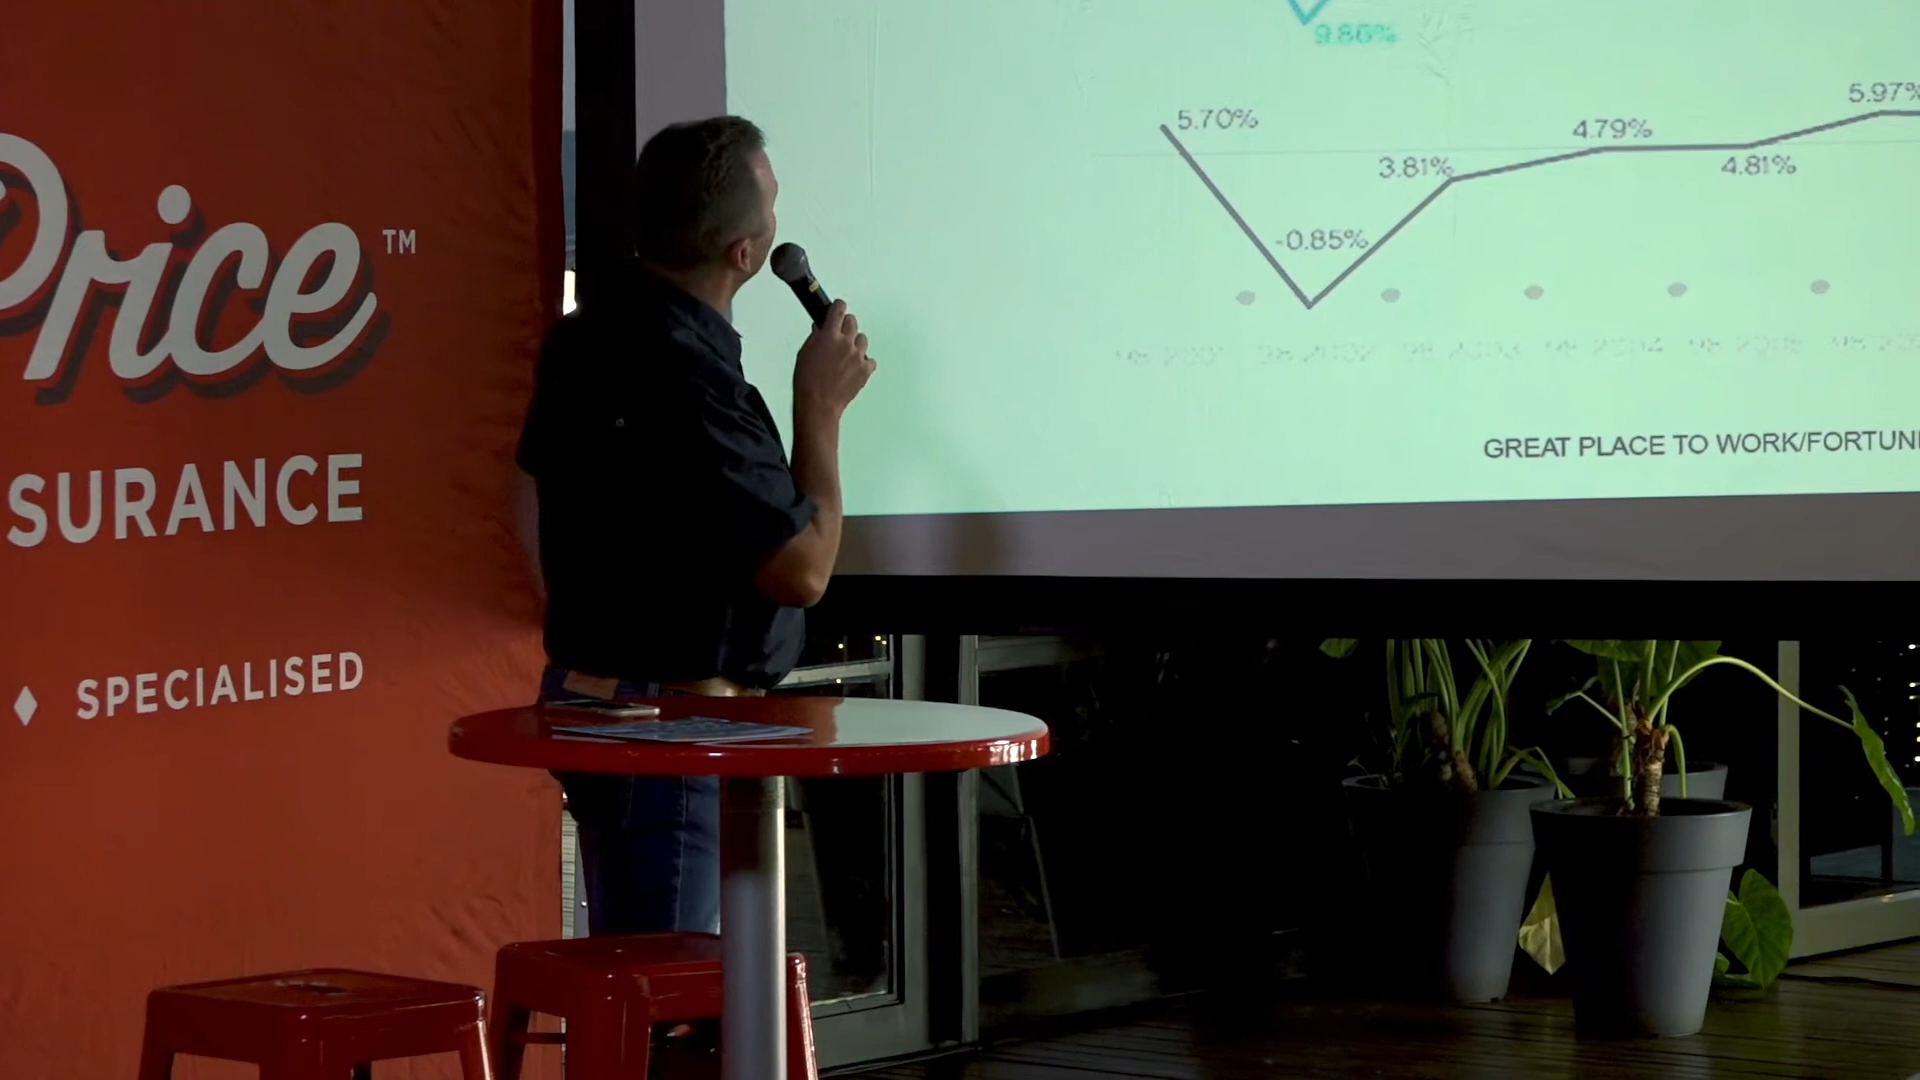 Price™
SURANCE
♦ SPECIALISED
9.86%
5.70%
-0.85%
3.81%
4.79%
4.81%
5.97%
GREAT PLACE TO WORK/FORTUN